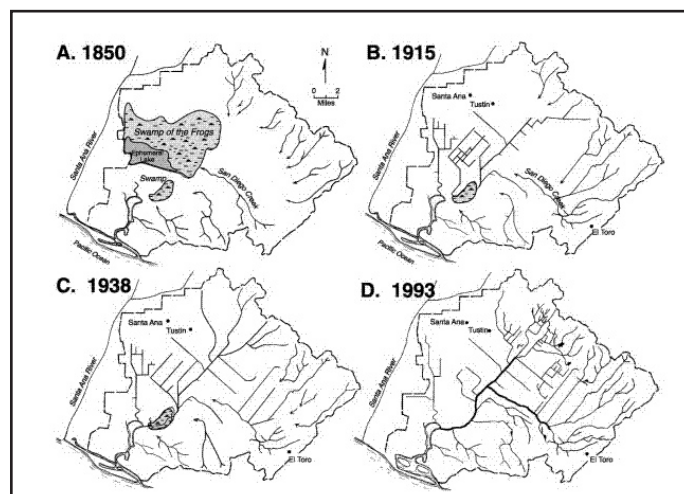 A. 1850
N
0 2
Miles
Swamp of the Frogs
Ephemeral
Lake
Swamp
San Diego Creek
Santa Ana River
Pacific Ocean
B. 1915
Santa Ana
Tustin
Santa Ana River
San Diego Creek
El Toro
Pacific Ocean
C. 1938
Santa Ana
Tustin
Santa Ana River
El Toro
D. 1993
Santa Ana
Tustin
Santa Ana River
El Toro